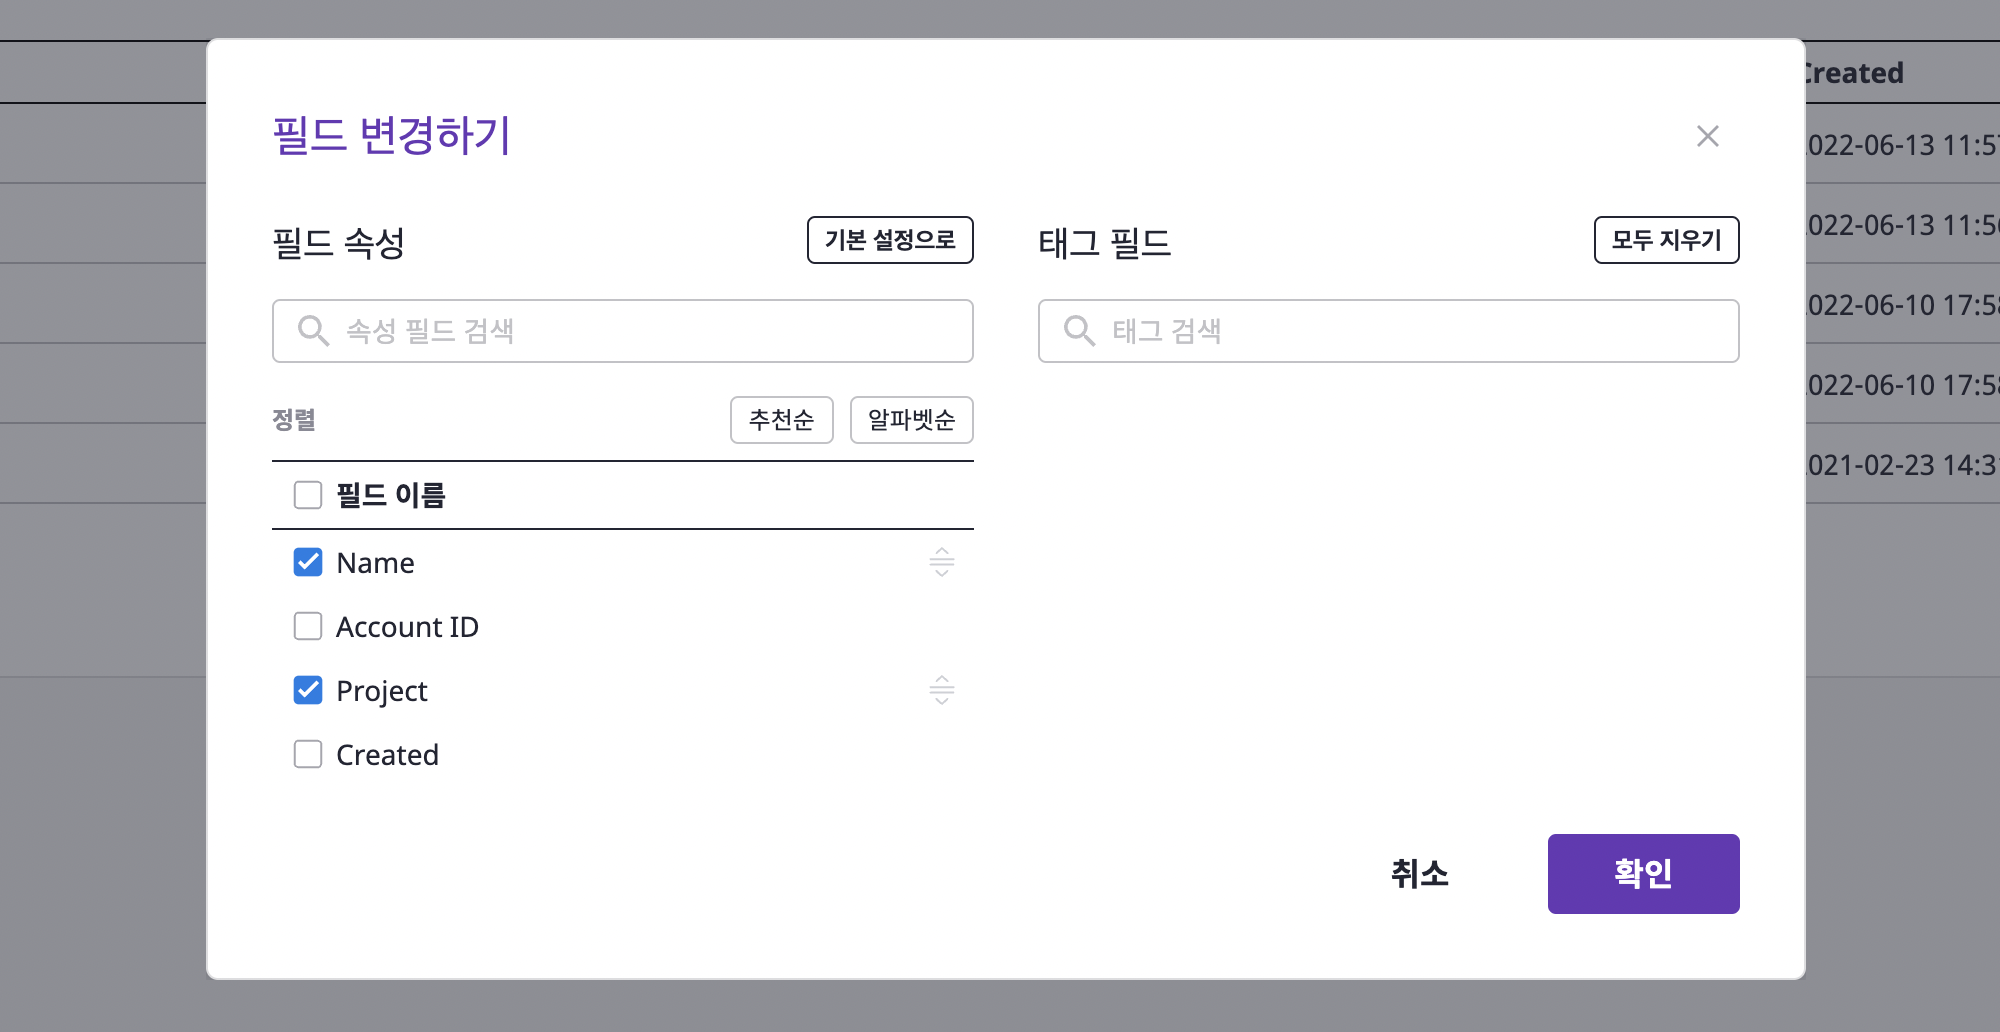 Created
필드 변경하기
필드 속성
기본 설정으로
태그 필드
모두 지우기
속성 필드 검색
태그 검색
정렬
추천순
알파벳순
필드 이름
Name
Account ID
Project
Created
취소
확인
022-06-13 11:5
022-06-13 11:5
022-06-10 17:5
022-06-10 17:5
021-02-23 14:3